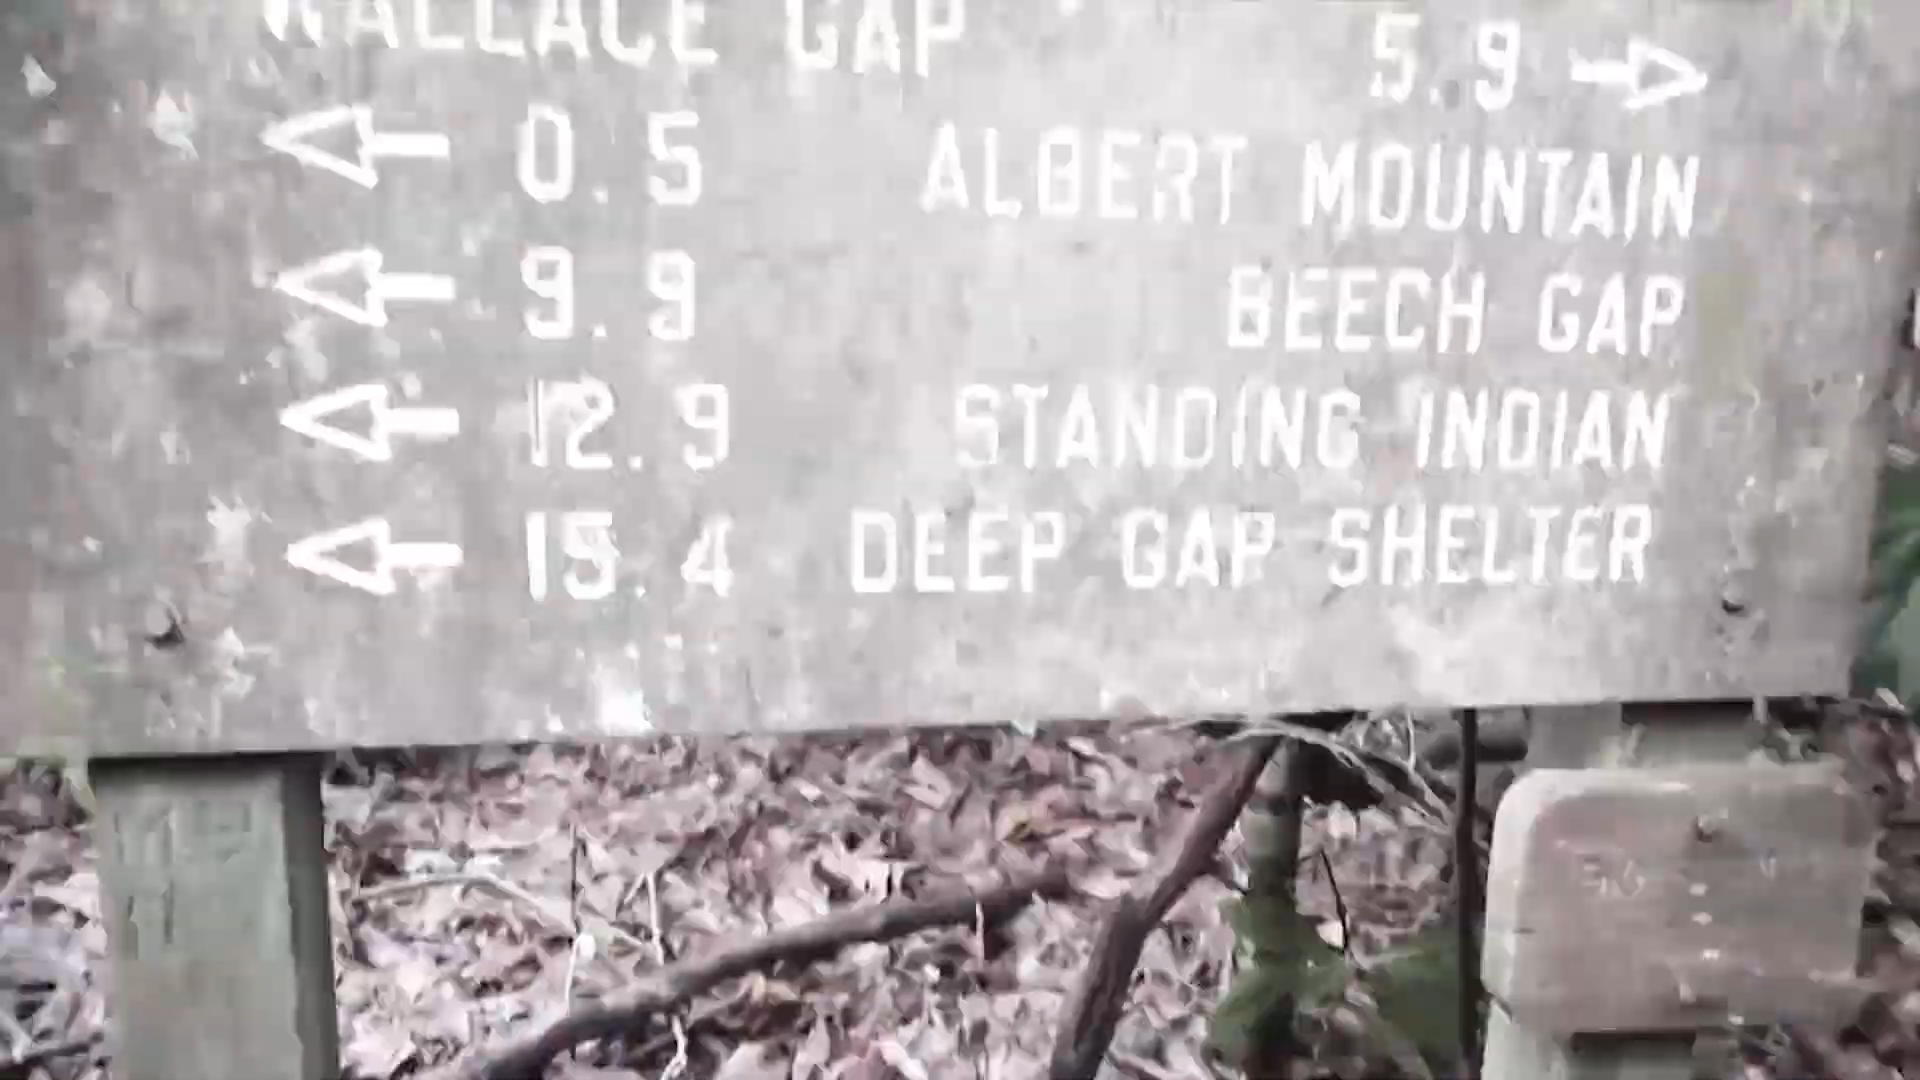 WALLACE GAP 5.9
0.5 ALBERT MOUNTAIN
9.9 BEECH GAP
12.9 STANDING INDIAN
15.4 DEEP GAP SHELTER